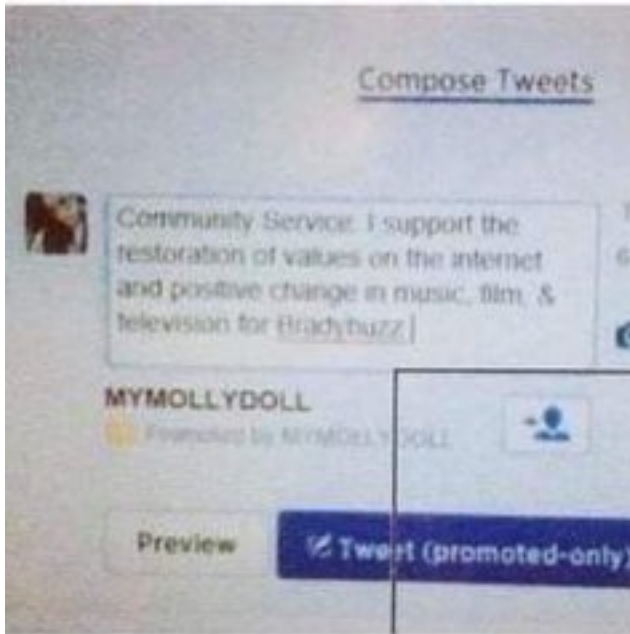 Compose Tweets
Community Service. I support the
restoration of values on the internet
and positive change in music, film, &
television for Bradybuzz
MYMOLLYDOLL
Promoted by MYMOLLYDOLL
Preview
Tweet (promoted-only)